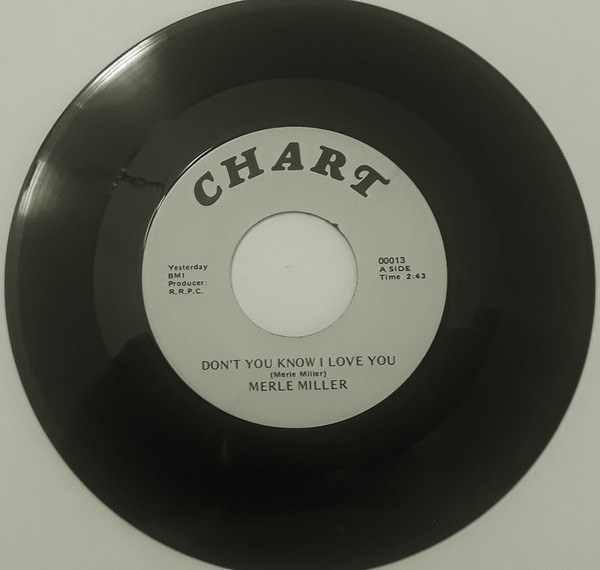 CHART
Yesterday
BMI
Producer:
R.R.P.C.
00013
A SIDE
Time 2:43
DON'T YOU KNOW I LOVE YOU
(Merle Miller)
MERLE MILLER